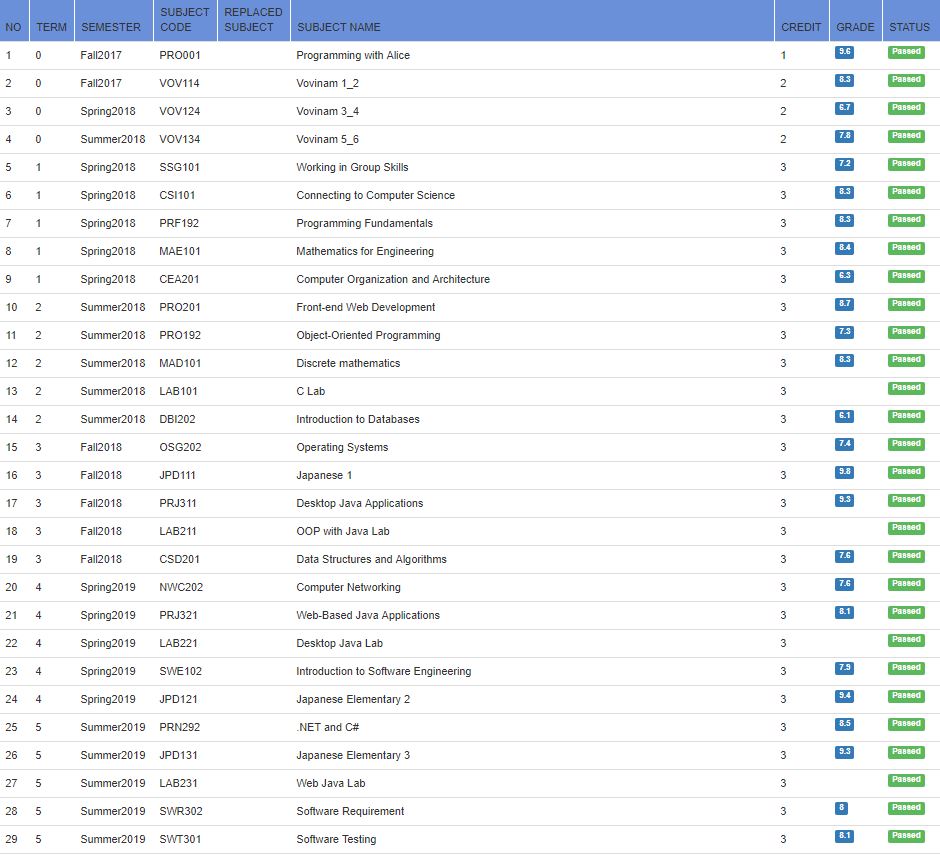 NO TERM SEMESTER SUBJECT CODE REPLACED SUBJECT SUBJECT NAME CREDIT GRADE STATUS
1 0 Fall2017 PRO001 Programming with Alice 1 9.6 Passed
2 0 Fall2017 VOV114 Vovinam 1_2 2 8.3 Passed
3 0 Spring2018 VOV124 Vovinam 3_4 2 6.7 Passed
4 0 Summer2018 VOV134 Vovinam 5_6 2 7.8 Passed
5 1 Spring2018 SSG101 Working in Group Skills 3 7.2 Passed
6 1 Spring2018 CSI101 Connecting to Computer Science 3 8.3 Passed
7 1 Spring2018 PRF192 Programming Fundamentals 3 8.3 Passed
8 1 Spring2018 MAE101 Mathematics for Engineering 3 8.4 Passed
9 1 Spring2018 CEA201 Computer Organization and Architecture 3 6.3 Passed
10 2 Summer2018 PRO201 Front-end Web Development 3 8.7 Passed
11 2 Summer2018 PRO192 Object-Oriented Programming 3 7.3 Passed
12 2 Summer2018 MAD101 Discrete mathematics 3 8.3 Passed
13 2 Summer2018 LAB101 C Lab 3 Passed
14 2 Summer2018 DBI202 Introduction to Databases 3 6.1 Passed
15 3 Fall2018 OSG202 Operating Systems 3 7.4 Passed
16 3 Fall2018 JPD111 Japanese 1 3 9.8 Passed
17 3 Fall2018 PRJ311 Desktop Java Applications 3 9.3 Passed
18 3 Fall2018 LAB211 OOP with Java Lab 3 Passed
19 3 Fall2018 CSD201 Data Structures and Algorithms 3 7.6 Passed
20 4 Spring2019 NWC202 Computer Networking 3 7.6 Passed
21 4 Spring2019 PRJ321 Web-Based Java Applications 3 8.1 Passed
22 4 Spring2019 LAB221 Desktop Java Lab 3 Passed
23 4 Spring2019 SWE102 Introduction to Software Engineering 3 7.9 Passed
24 4 Spring2019 JPD121 Japanese Elementary 2 3 9.4 Passed
25 5 Summer2019 PRN292 .NET and C# 3 8.5 Passed
26 5 Summer2019 JPD131 Japanese Elementary 3 3 9.3 Passed
27 5 Summer2019 LAB231 Web Java Lab 3 Passed
28 5 Summer2019 SWR302 Software Requirement 3 8 Passed
29 5 Summer2019 SWT301 Software Testing 3 8.1 Passed